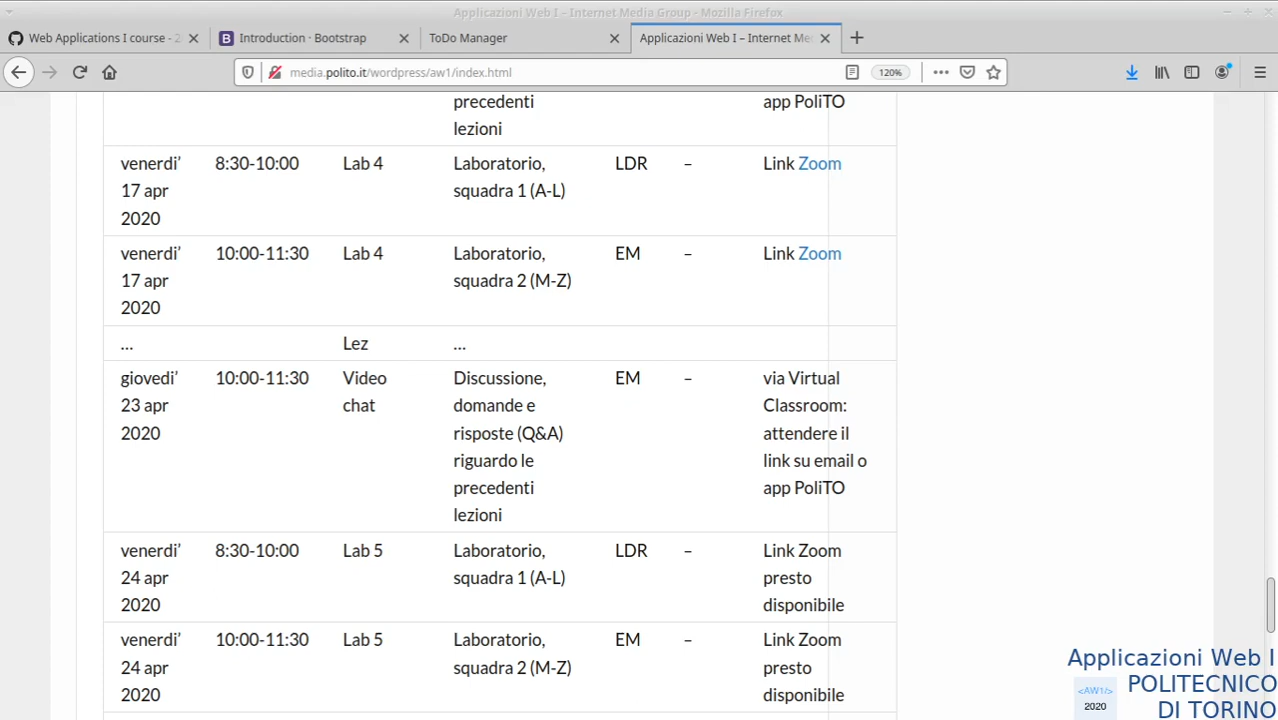 Applicazioni Web I – Internet Media Group - Mozilla Firefox
Web Applications I course - 2
Introduction · Bootstrap
ToDo Manager
Applicazioni Web I – Internet Me
media.polito.it/wordpress/aw1/index.html
120%
precedenti app PoliTO
lezioni
venerdi’ 8:30-10:00 Lab 4 Laboratorio, LDR – Link Zoom
17 apr squadra 1 (A-L)
2020
venerdi’ 10:00-11:30 Lab 4 Laboratorio, EM – Link Zoom
17 apr squadra 2 (M-Z)
2020
... Lez ...
giovedi’ 10:00-11:30 Video Discussione, EM – via Virtual
23 apr chat domande e Classroom:
2020 risposte (Q&A) attendere il
riguardo le link su email o
precedenti app PoliTO
lezioni
venerdi’ 8:30-10:00 Lab 5 Laboratorio, LDR – Link Zoom
24 apr squadra 1 (A-L) presto
2020 disponibile
venerdi’ 10:00-11:30 Lab 5 Laboratorio, EM – Link Zoom
24 apr squadra 2 (M-Z) presto
2020 disponibile
Applicazioni Web I
POLITECNICO
DI TORINO
<AW1/>
2020